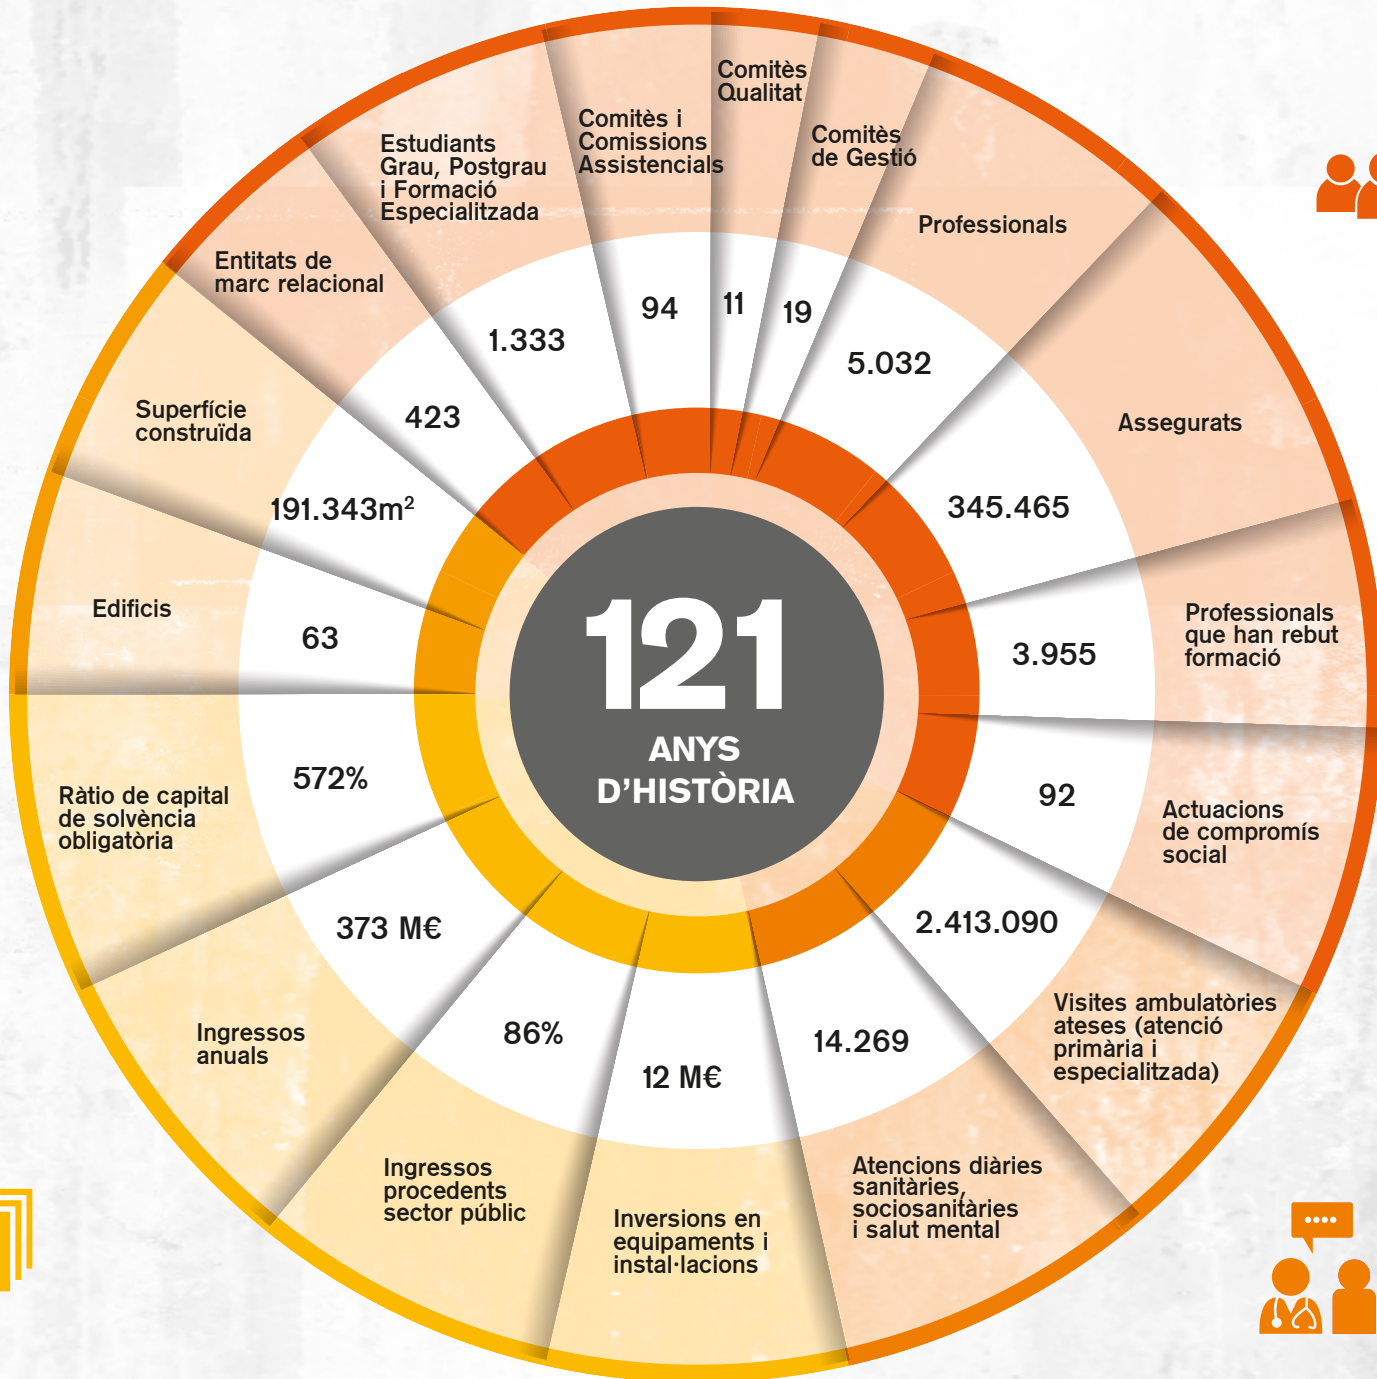 121
ANYS
D'HISTÒRIA
Comitès
Qualitat
11
Comitès
de Gestió
19
Professionals
5.032
Assegurats
345.465
Professionals
que han rebut
formació
3.955
Actuacions
de compromís
social
92
Visites ambulatòries
ateses (atenció
primària i
especialitzada)
2.413.090
Atencions diàries
sanitàries,
sociosanitàries
i salut mental
14.269
Inversions en
equipaments i
instal·lacions
12 M€
Ingressos
procedents
sector públic
86%
Ingressos
anuals
373 M€
Ràtio de capital
de solvència
obligatòria
572%
Edificis
63
Superfície
construïda
191.343m²
Entitats de
marc relacional
423
Estudiants
Grau, Postgrau
i Formació
Especialitzada
1.333
Comitès i
Comissions
Assistencials
94